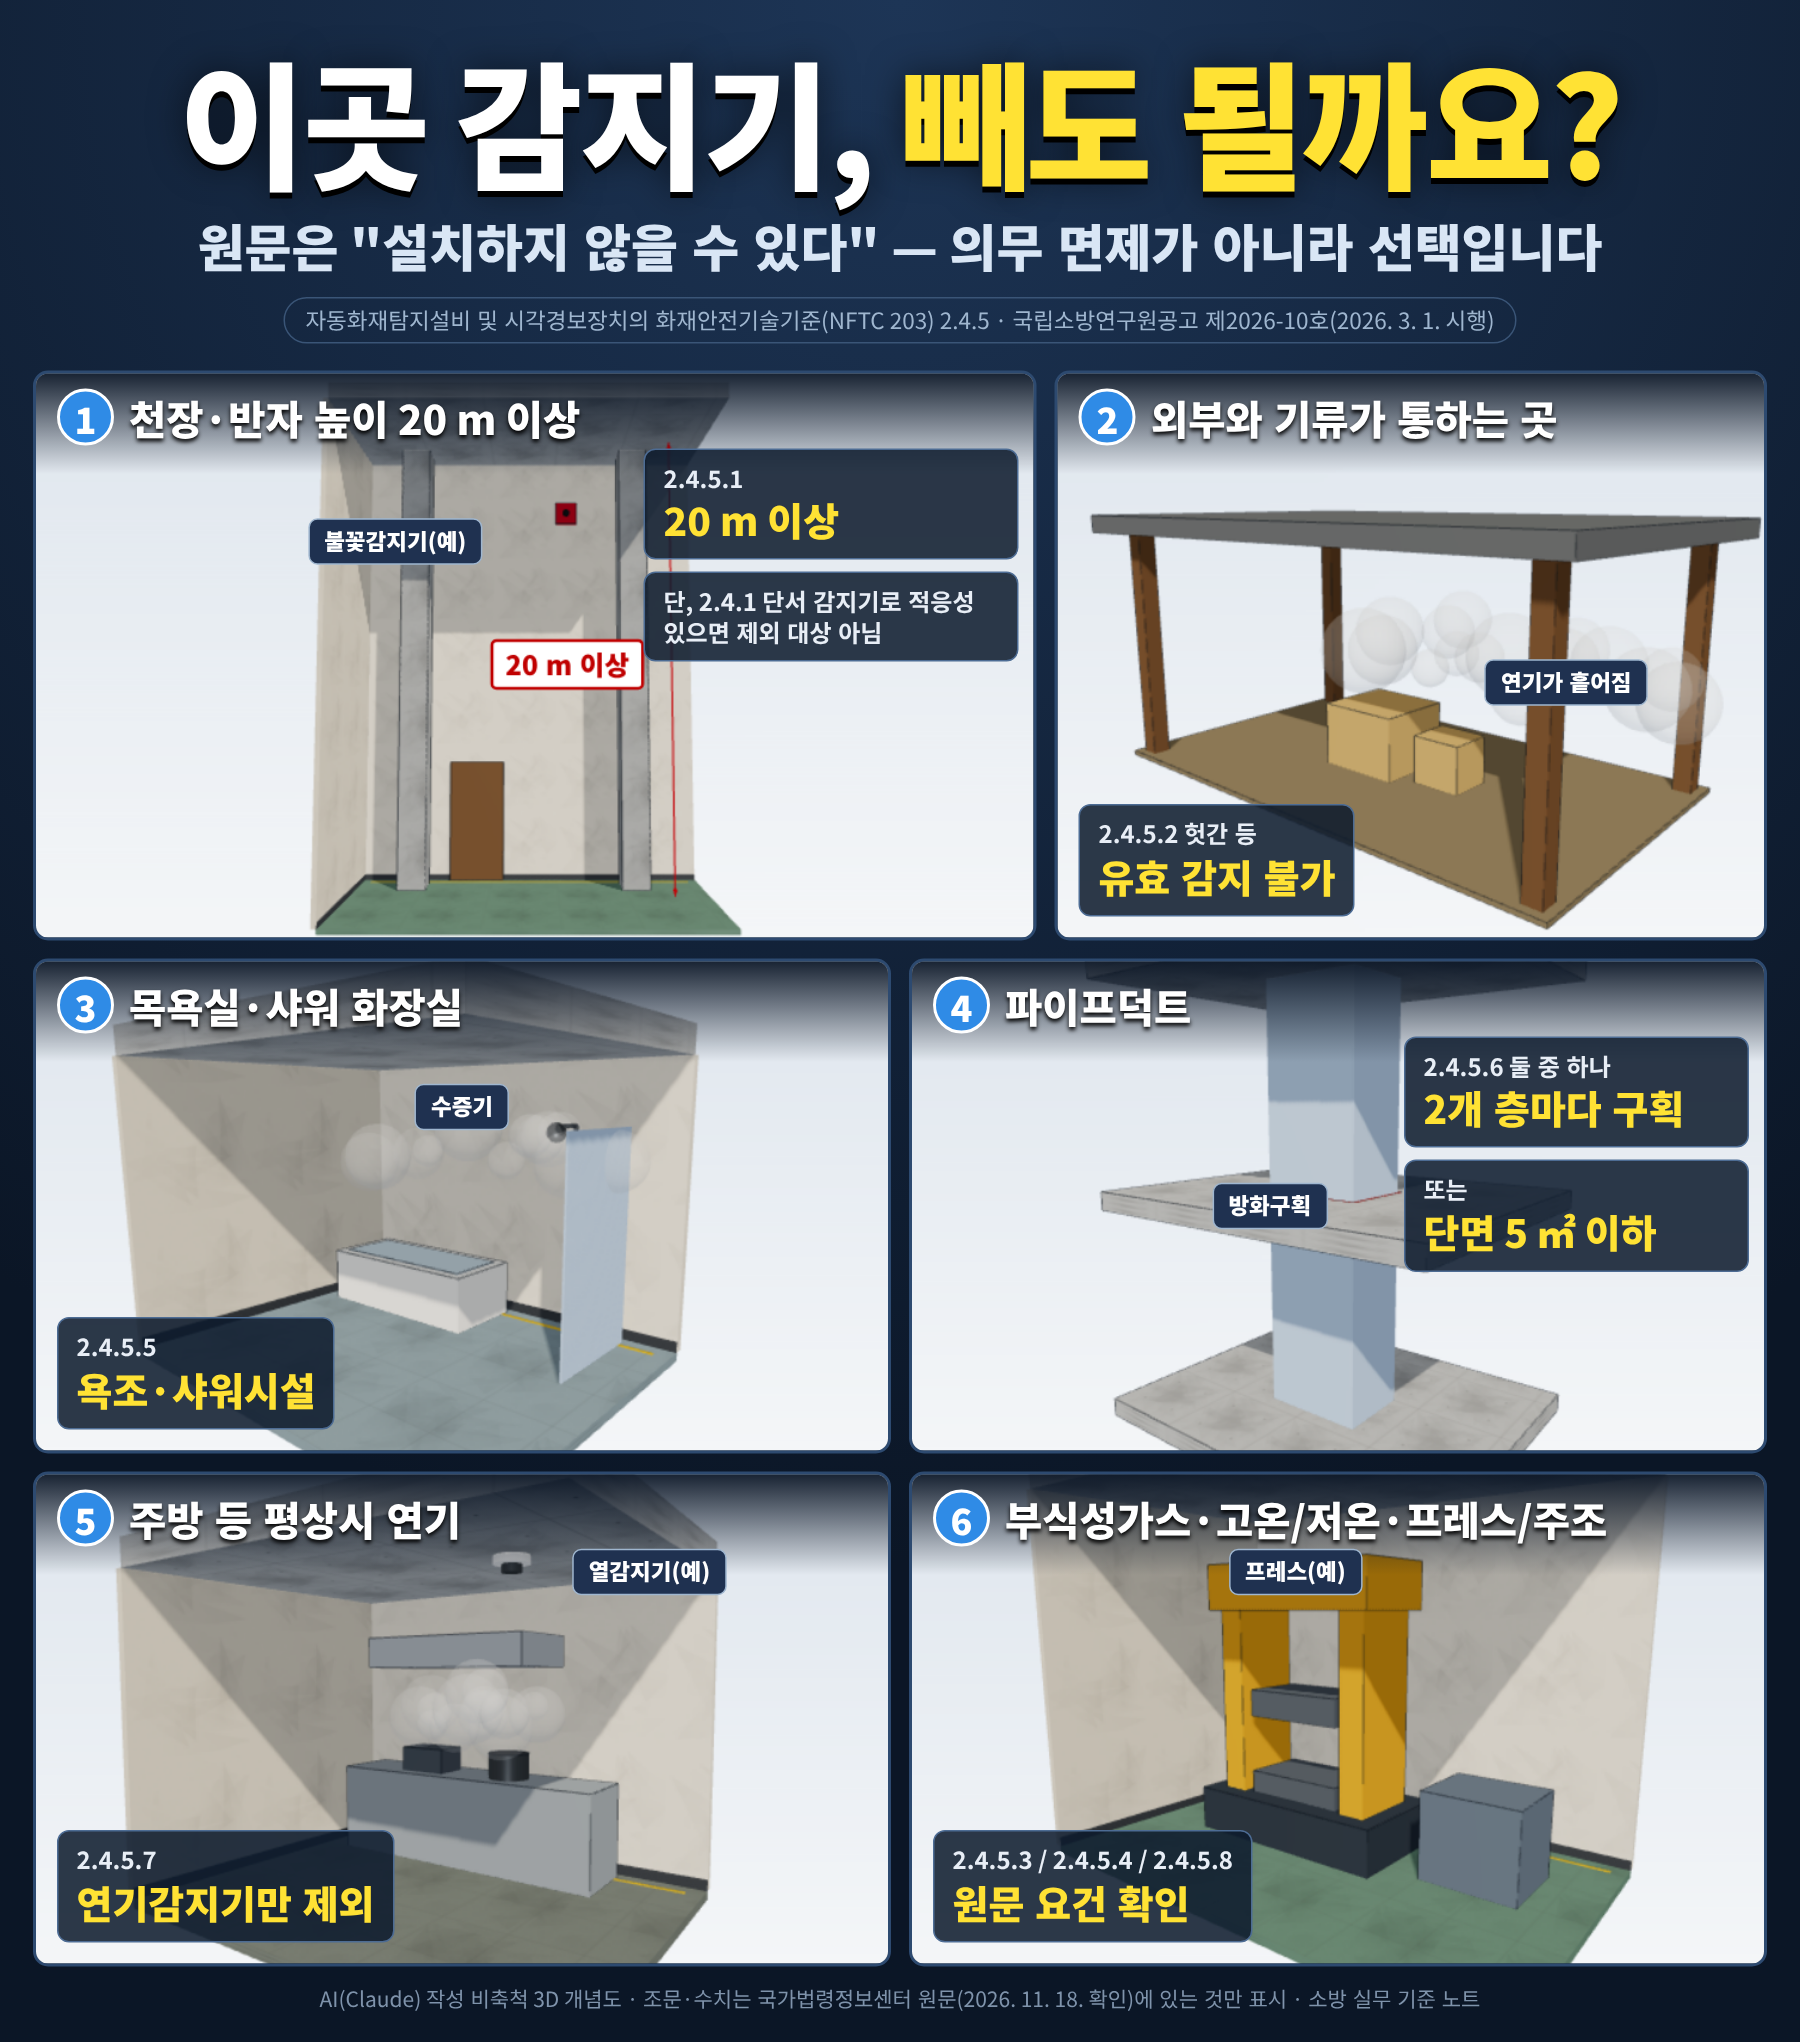 이곳 감지기, 빼도 될까요?
원문은 "설치하지 않을 수 있다" — 의무 면제가 아니라 선택입니다
자동화재탐지설비 및 시각경보장치의 화재안전기술기준(NFTC 203) 2.4.5 · 국립소방연구원공고 제2026-10호(2026. 3. 1. 시행)
1 천장·반자 높이 20 m 이상
불꽃감지기(예)
2.4.5.1
20 m 이상
단, 2.4.1 단서 감지기로 적응성
있으면 제외 대상 아님
20 m 이상
2 외부와 기류가 통하는 곳
연기가 흩어짐
2.4.5.2 헛간 등
유효 감지 불가
3 목욕실·샤워 화장실
수증기
2.4.5.5
욕조·샤워시설
4 파이프덕트
2.4.5.6 둘 중 하나
2개 층마다 구획
또는
단면 5 ㎡ 이하
방화구획
5 주방 등 평상시 연기
열감지기(예)
2.4.5.7
연기감지기만 제외
6 부식성가스·고온/저온·프레스/주조
프레스(예)
2.4.5.3 / 2.4.5.4 / 2.4.5.8
원문 요건 확인
AI(Claude) 작성 비축척 3D 개념도 · 조문·수치는 국가법령정보센터 원문(2026. 11. 18. 확인)에 있는 것만 표시 · 소방 실무 기준 노트